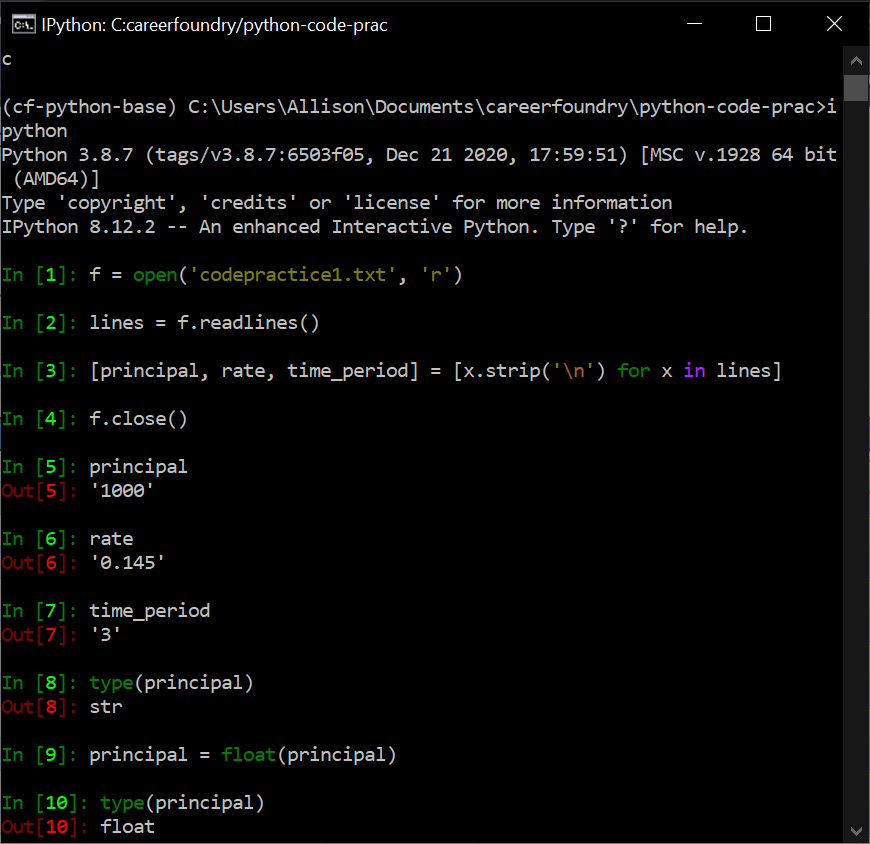 IPython: C:careerfoundry/python-code-prac
c
(cf-python-base) C:\Users\Allison\Documents\careerfoundry\python-code-prac>i
python
Python 3.8.7 (tags/v3.8.7:6503f05, Dec 21 2020, 17:59:51) [MSC v.1928 64 bit
 (AMD64)]
Type 'copyright', 'credits' or 'license' for more information
IPython 8.12.2 -- An enhanced Interactive Python. Type '?' for help.
In [1]: f = open('codepractice1.txt', 'r')
In [2]: lines = f.readlines()
In [3]: [principal, rate, time_period] = [x.strip('\n') for x in lines]
In [4]: f.close()
In [5]: principal
Out[5]: '1000'
In [6]: rate
Out[6]: '0.145'
In [7]: time_period
Out[7]: '3'
In [8]: type(principal)
Out[8]: str
In [9]: principal = float(principal)
In [10]: type(principal)
Out[10]: float